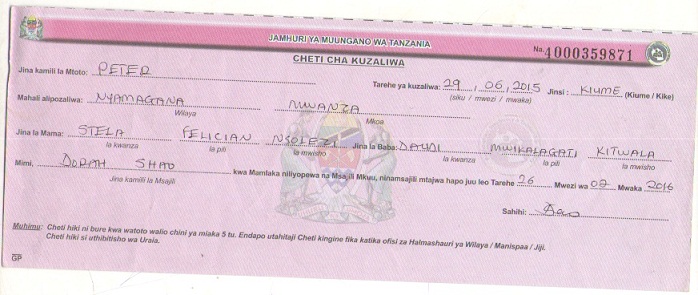 JAMHURI YA MUUNGANO WA TANZANIA
No. 4000359871
CHETI CHA KUZALIWA
Jina kamili la Mtoto: PETER Tarehe ya kuzaliwa: 29 , 06 , 2015 Jinsi : KIUME (Kiume / Kike)
(siku / mwezi / mwaka)
Mahali alipozaliwa: NYAMAGANA MWANZA
Wilaya Mkoa
Jina la Mama: STELA FELICIAN Jina la Baba: DAUDI MWIKALAGATI KITWALA
la kwanza la pili la mwisho la kwanza la pili la mwisho
Mimi, DORAH SHAO kwa Mamlaka niliyopewa na Msajili Mkuu, ninamsajili mtajwa hapo juu leo Tarehe 26 Mwezi wa 02 Mwaka 2016
Jina kamili la Msajili
Sahihi:
Muhimu: Cheti hiki ni bure kwa watoto walio chini ya miaka 5 tu. Endapo utahitaji Cheti kingine fika katika ofisi za Halmashauri ya Wilaya / Manispaa / Jiji.
Cheti hiki si uthibitisho wa Uraia.
GP